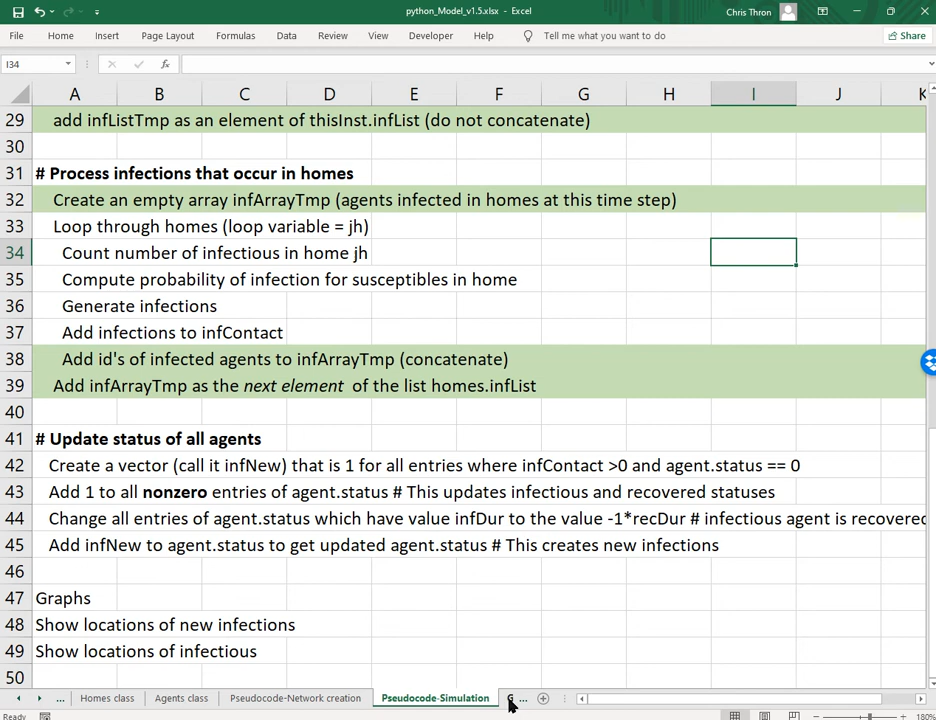 python_Model_v1.5.xlsx - Excel
Chris Thron
File Home Insert Page Layout Formulas Data Review View Developer Help Tell me what you want to do Share
I34 fx
A B C D E F G H I J K
29 add infListTmp as an element of thisInst.infList (do not concatenate)
30
31 # Process infections that occur in homes
32 Create an empty array infArrayTmp (agents infected in homes at this time step)
33 Loop through homes (loop variable = jh)
34 Count number of infectious in home jh
35 Compute probability of infection for susceptibles in home
36 Generate infections
37 Add infections to infContact
38 Add id's of infected agents to infArrayTmp (concatenate)
39 Add infArrayTmp as the next element of the list homes.infList
40
41 # Update status of all agents
42 Create a vector (call it infNew) that is 1 for all entries where infContact >0 and agent.status == 0
43 Add 1 to all nonzero entries of agent.status # This updates infectious and recovered statuses
44 Change all entries of agent.status which have value infDur to the value -1*recDur # infectious agent is recovered
45 Add infNew to agent.status to get updated agent.status # This creates new infections
46
47 Graphs
48 Show locations of new infections
49 Show locations of infectious
50
... Homes class Agents class Pseudocode-Network creation Pseudocode-Simulation G ...
Ready 180%